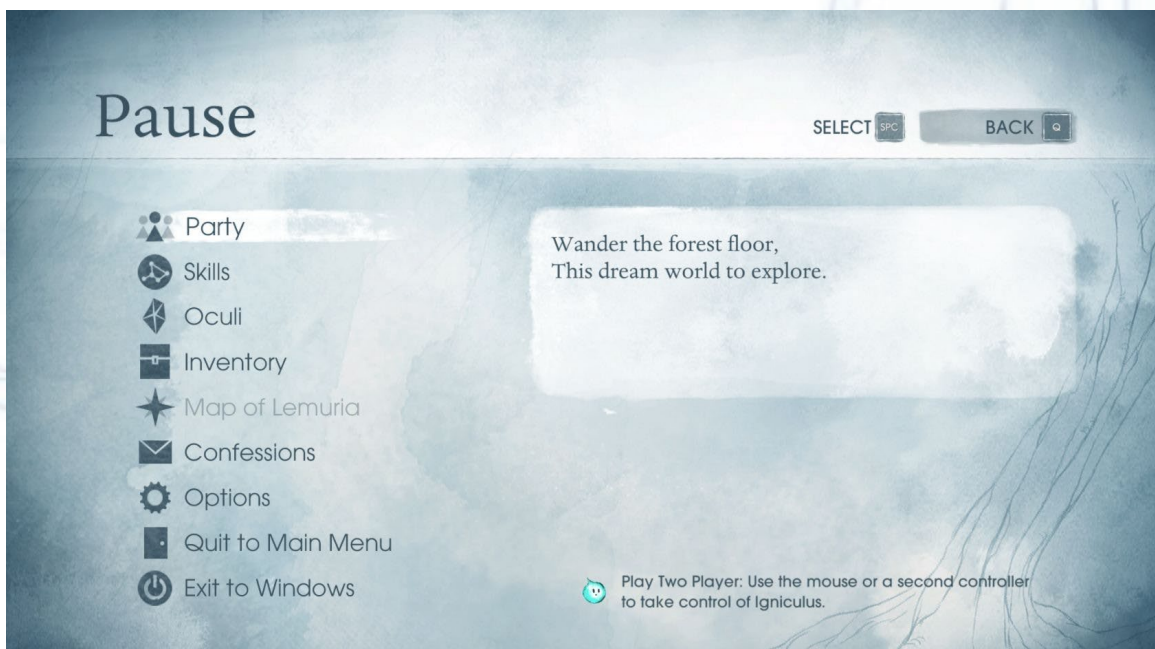 Pause
SELECT SPC BACK Q
Party
Skills
Oculi
Inventory
Map of Lemuria
Confessions
Options
Quit to Main Menu
Exit to Windows
Wander the forest floor,
This dream world to explore.
Play Two Player: Use the mouse or a second controller
to take control of Igniculus.